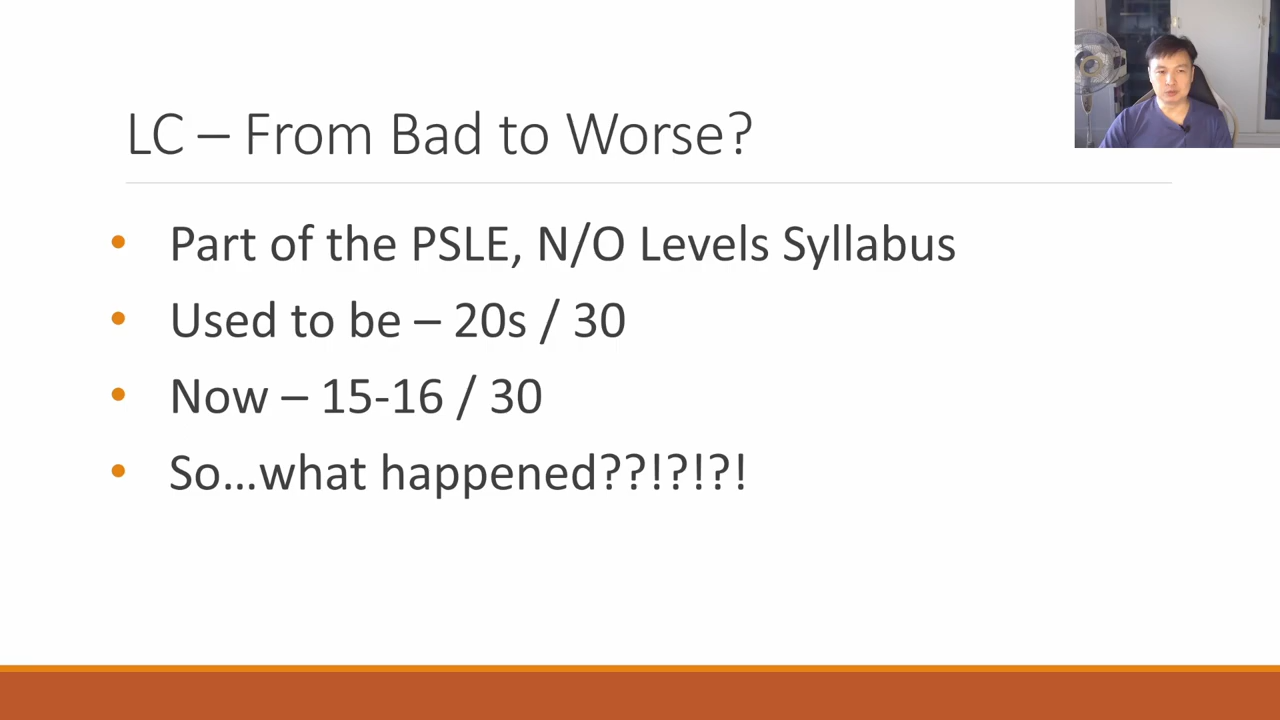 LC – From Bad to Worse?
• Part of the PSLE, N/O Levels Syllabus
• Used to be – 20s / 30
• Now – 15-16 / 30
• So…what happened??!?!?!